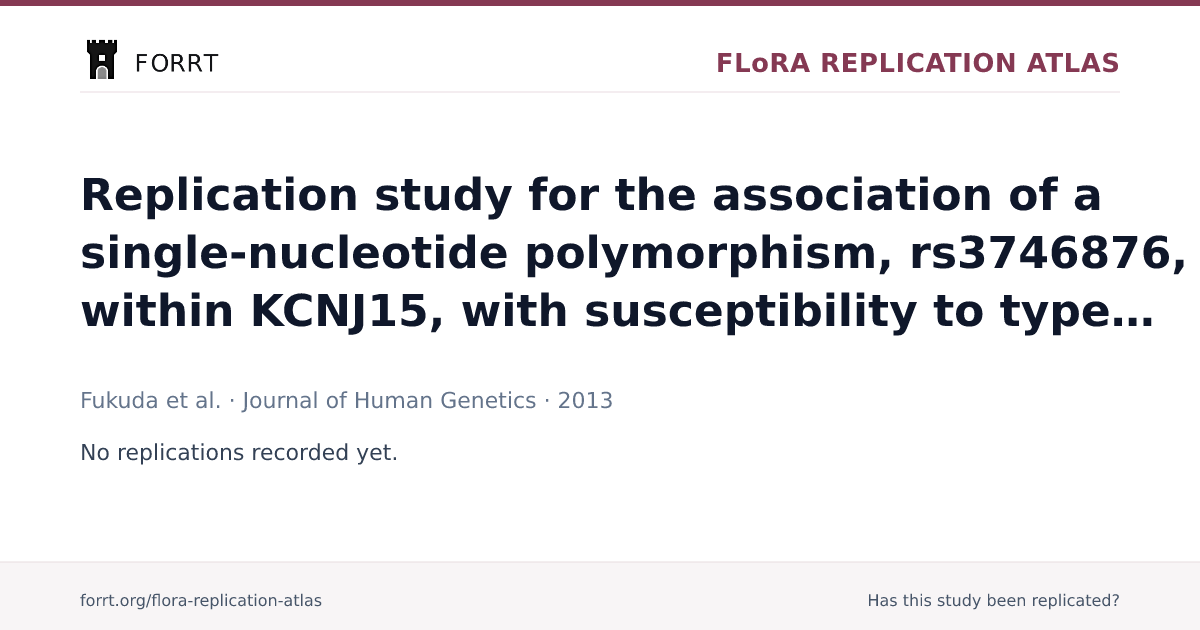 FORRT
FLoRA REPLICATION ATLAS
Replication study for the association of a
single-nucleotide polymorphism, rs3746876,
within KCNJ15, with susceptibility to type…
Fukuda et al. · Journal of Human Genetics · 2013
No replications recorded yet.
forrt.org/flora-replication-atlas
Has this study been replicated?